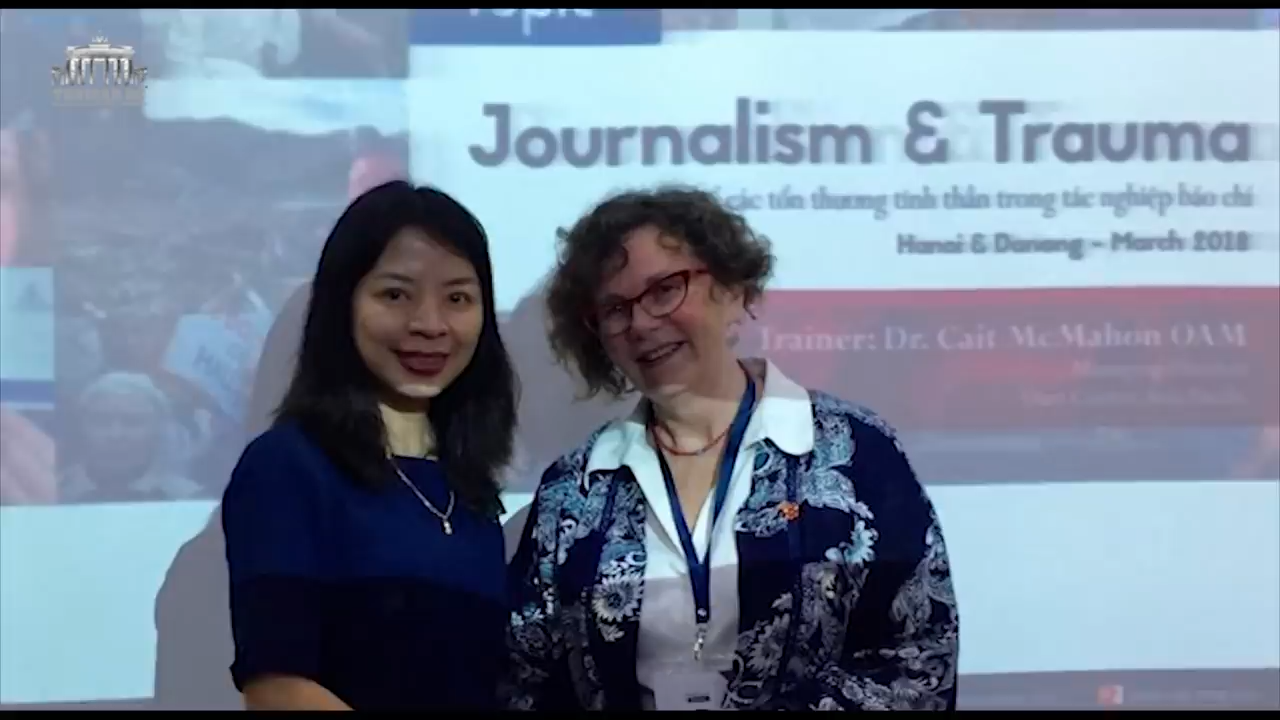 Topic
Journalism & Trauma
các tổn thương tinh thần trong tác nghiệp báo chí
Hanoi & Danang - March 2018
Trainer: Dr. Cait McMahon OAM